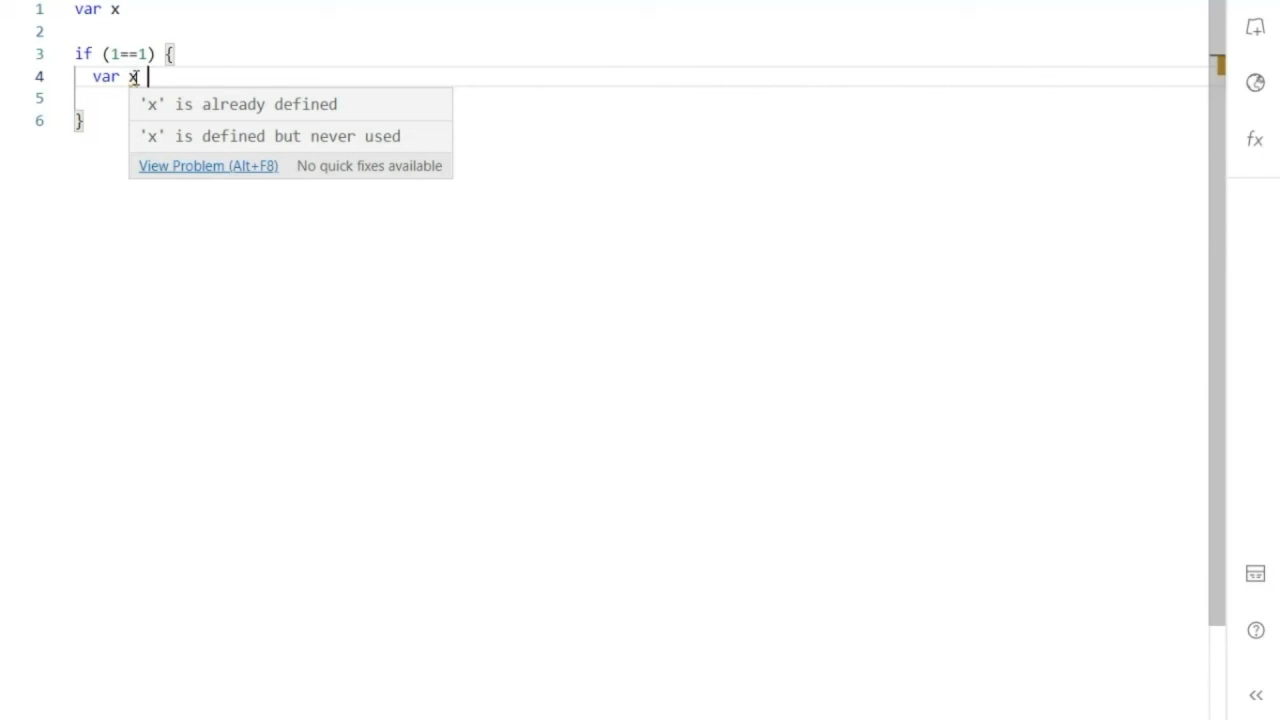 1 var x
2
3 if (1==1) {
4 var x
'x' is already defined
5
'x' is defined but never used
6 }
View Problem (Alt+F8) No quick fixes available
fx